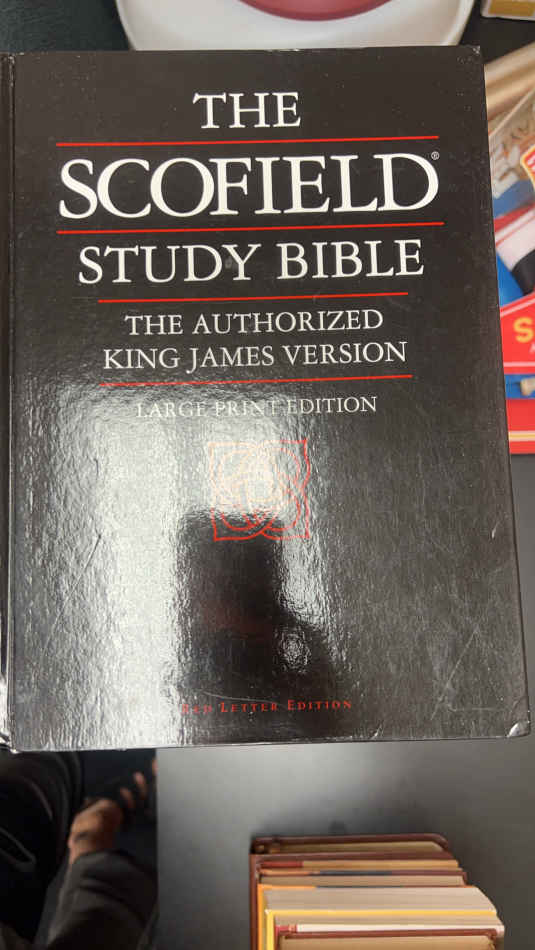 THE
SCOFIELD®
STUDY BIBLE
THE AUTHORIZED
KING JAMES VERSION
LARGE PRINT EDITION
RED LETTER EDITION